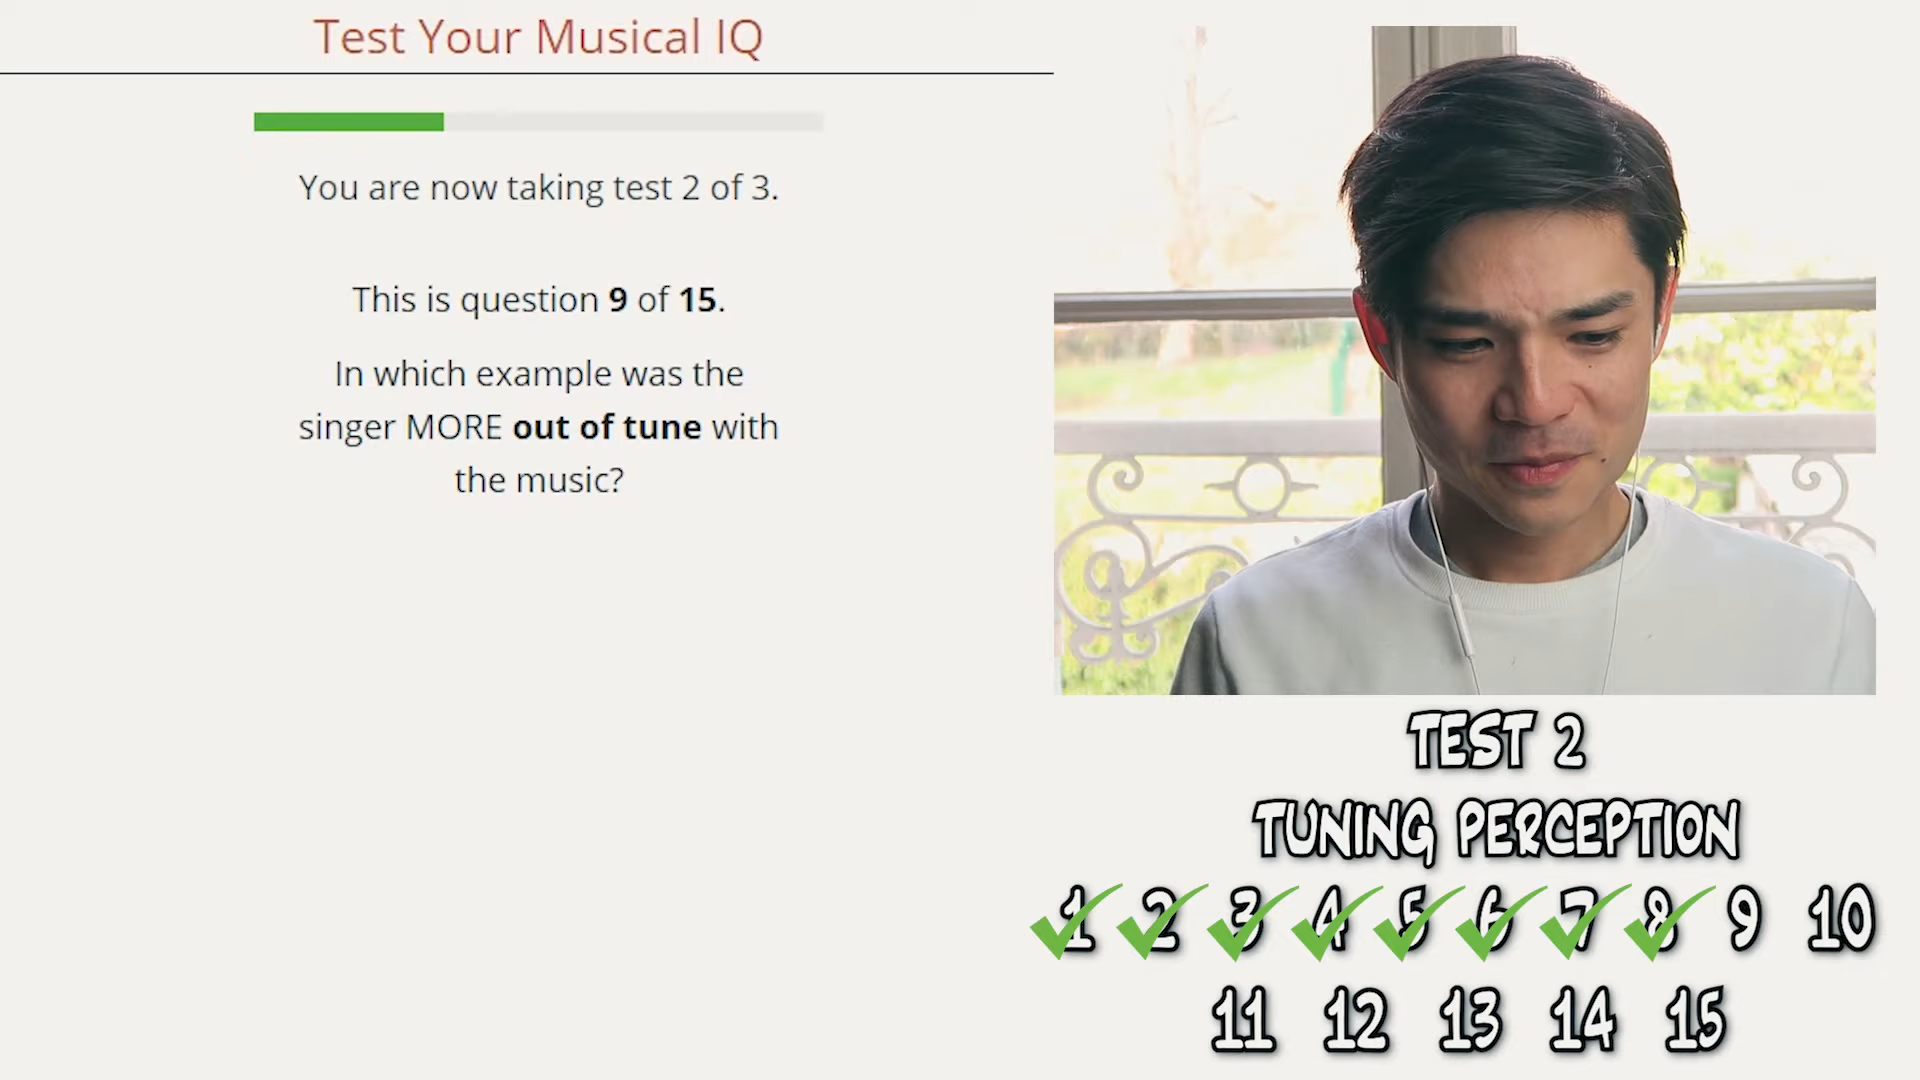 Test Your Musical IQ
You are now taking test 2 of 3.
This is question 9 of 15.
In which example was the
singer MORE out of tune with
the music?
TEST 2
TUNING PERCEPTION
1 2 3 4 5 6 7 8 9 10
11 12 13 14 15